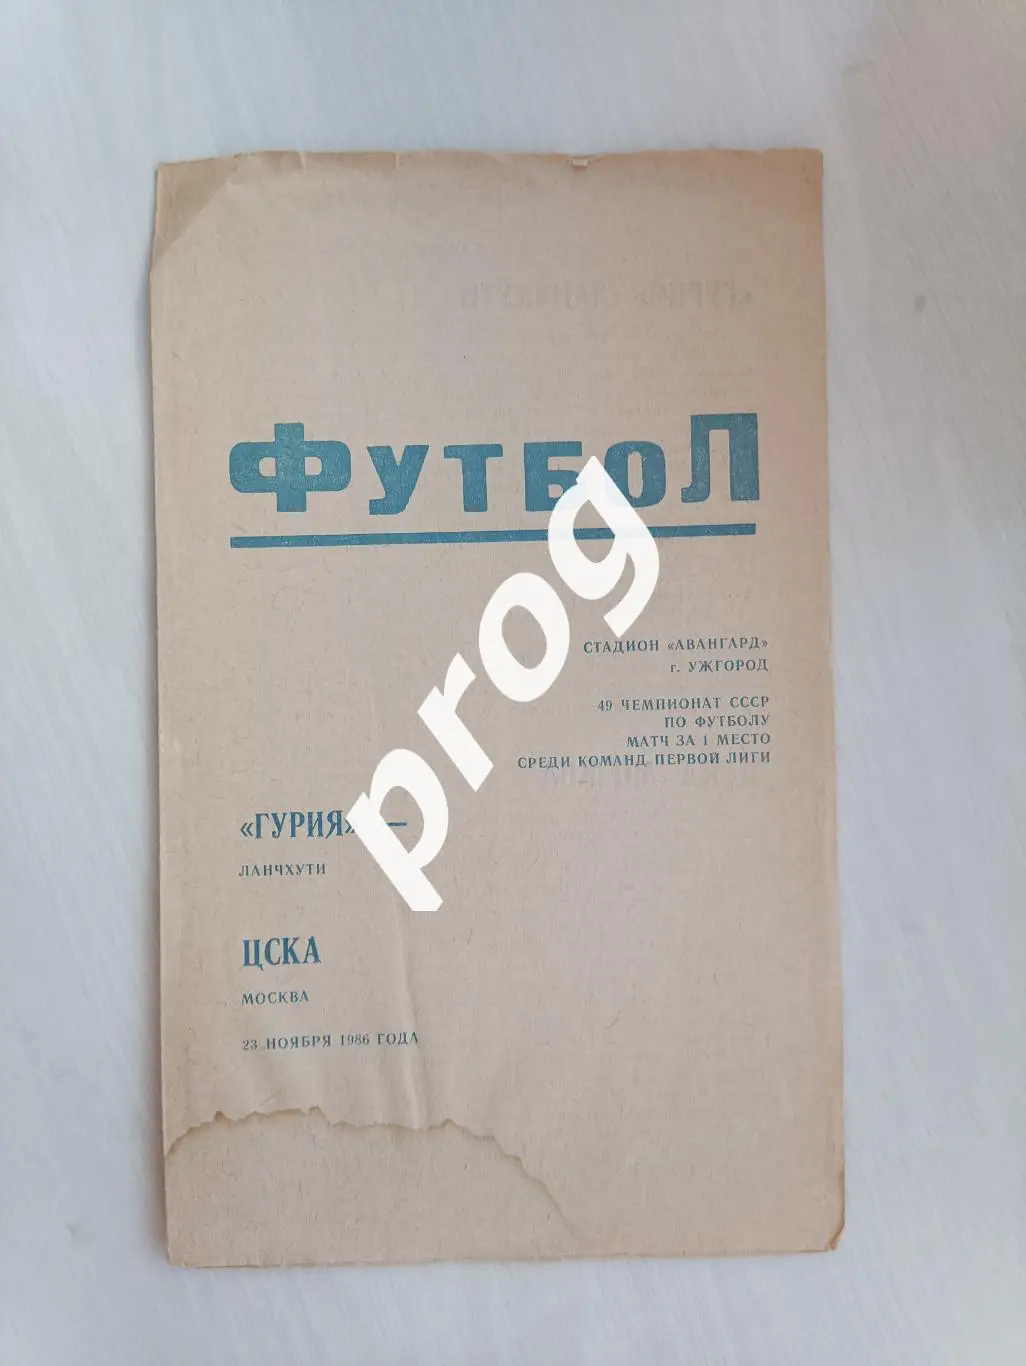 ФУТБОЛ
СТАДИОН «АВАНГАРД»
г. УЖГОРОД
49 ЧЕМПИОНАТ СССР
ПО ФУТБОЛУ
МАТЧ ЗА 1 МЕСТО
СРЕДИ КОМАНД ПЕРВОЙ ЛИГИ
«ГУРИЯ» —
ЛАНЧХУТИ
ЦСКА
МОСКВА
23 НОЯБРЯ 1986 ГОДА
prog